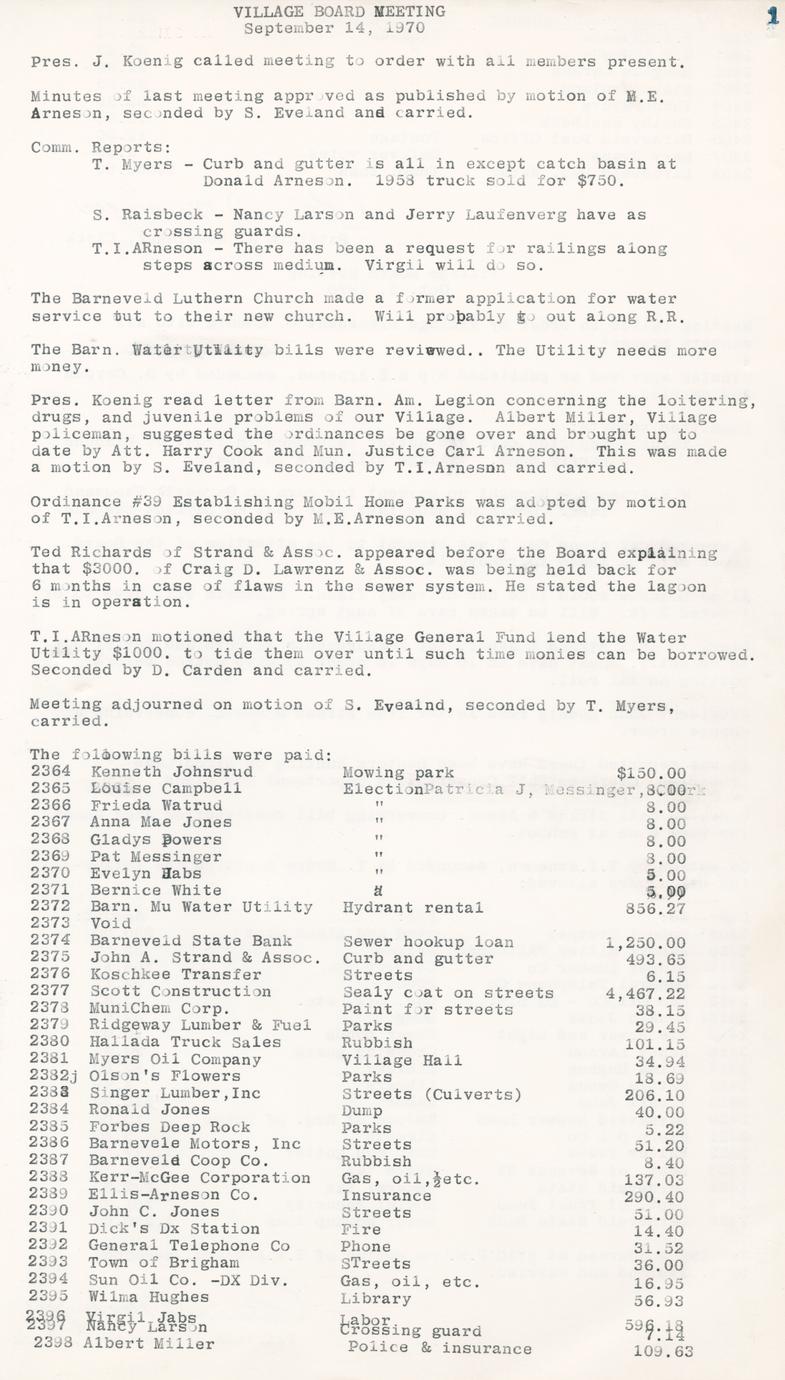 VILLAGE BOARD MEETING
September 14, 1970
1
Pres. J. Koenig called meeting to order with all members present.
Minutes of last meeting approved as published by motion of M.E.
Arneson, seconded by S. Eveland and carried.
Comm. Reports:
T. Myers - Curb and gutter is all in except catch basin at
Donald Arneson.  1958 truck sold for $750.
S. Raisbeck - Nancy Larson and Jerry Laufenverg have as
crossing guards.
T.I.ARneson - There has been a request for railings along
steps across medium.  Virgil will do so.
The Barneveld Luthern Church made a former application for water
service but to their new church.  Will probably go out along R.R.
The Barn. Water Utility bills were reviewed.. The Utility needs more
money.
Pres. Koenig read letter from Barn. Am. Legion concerning the loitering,
drugs, and juvenile problems of our Village.  Albert Miller, Village
policeman, suggested the ordinances be gone over and brought up to
date by Att. Harry Cook and Mun. Justice Carl Arneson.  This was made
a motion by S. Eveland, seconded by T.I.Arneson and carried.
Ordinance #39 Establishing Mobil Home Parks was adopted by motion
of T.I.Arneson, seconded by M.E.Arneson and carried.
Ted Richards of Strand & Assoc. appeared before the Board explaining
that $3000. of Craig D. Lawrenz & Assoc. was being held back for
6 months in case of flaws in the sewer system. He stated the lagoon
is in operation.
T.I.ARneson motioned that the Village General Fund lend the Water
Utility $1000. to tide them over until such time monies can be borrowed.
Seconded by D. Carden and carried.
Meeting adjourned on motion of S. Evealnd, seconded by T. Myers,
carried.
The following bills were paid:
2364 Kenneth Johnsrud Mowing park $150.00
2365 Louise Campbell Election Patricia J, Messinger, 8.00
2366 Frieda Watrud " 8.00
2367 Anna Mae Jones " 8.00
2368 Gladys Powers " 8.00
2369 Pat Messinger " 8.00
2370 Evelyn Habs " 5.00
2371 Bernice White " 5.00
2372 Barn. Mu Water Utility Hydrant rental 856.27
2373 Void
2374 Barneveld State Bank Sewer hookup loan 1,250.00
2375 John A. Strand & Assoc. Curb and gutter 493.65
2376 Koschkee Transfer Streets 6.15
2377 Scott Construction Sealy coat on streets 4,467.22
2378 MuniChem Corp. Paint for streets 38.15
2379 Ridgeway Lumber & Fuel Parks 29.45
2380 Hallada Truck Sales Rubbish 101.15
2381 Myers Oil Company Village Hall 34.94
2382j Olson's Flowers Parks 18.69
2383 Singer Lumber,Inc Streets (Culverts) 206.10
2384 Ronald Jones Dump 40.00
2385 Forbes Deep Rock Parks 5.22
2386 Barnevele Motors, Inc Streets 51.20
2387 Barneveld Coop Co. Rubbish 8.40
2388 Kerr-McGee Corporation Gas, oil,½etc. 137.03
2389 Ellis-Arneson Co. Insurance 290.40
2390 John C. Jones Streets 51.00
2391 Dick's Dx Station Fire 14.40
2392 General Telephone Co Phone 31.52
2393 Town of Brigham STreets 36.00
2394 Sun Oil Co. -DX Div. Gas, oil, etc. 16.95
2395 Wilma Hughes Library 56.93
2396 Virgil Jabs Labor 596.18
2397 Nancy Larson Crossing guard 7.14
2398 Albert Miller Police & insurance 109.63